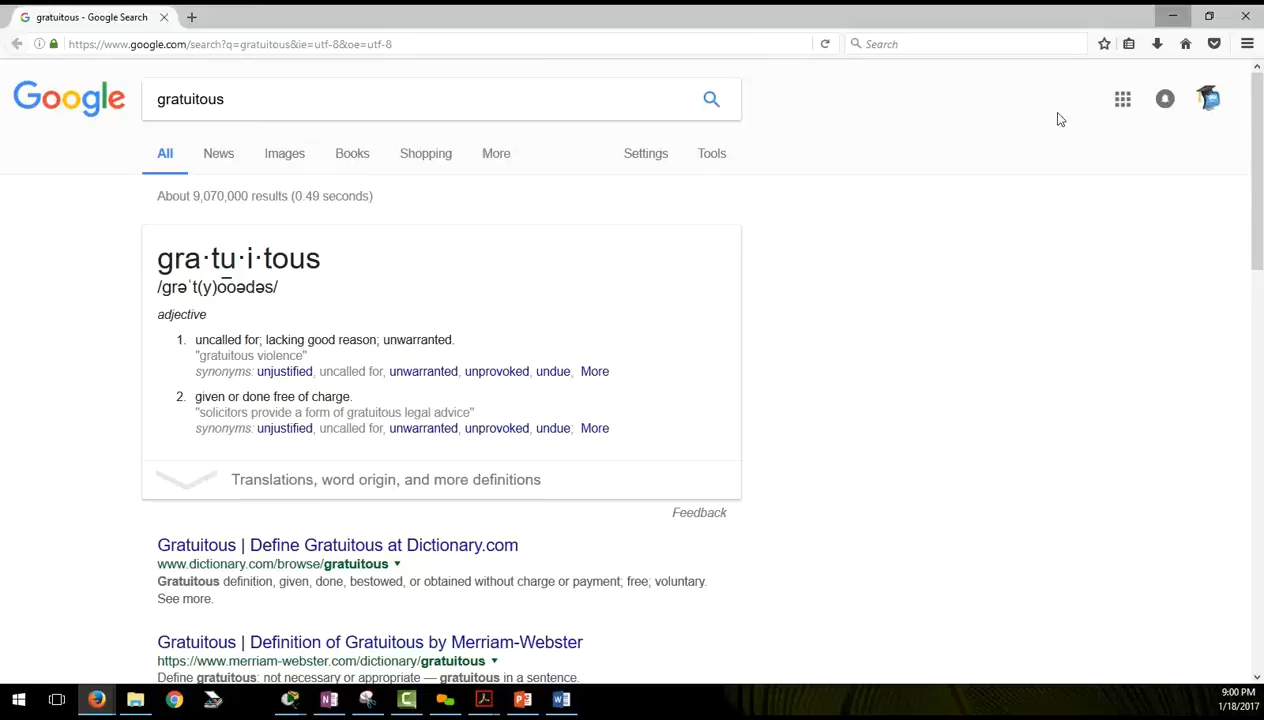 gratuitous - Google Search
https://www.google.com/search?q=gratuitous&ie=utf-8&oe=utf-8
Search
Google
gratuitous
All News Images Books Shopping More Settings Tools
About 9,070,000 results (0.49 seconds)
gra·tu·i·tous
/ɡrəˈt(y)o͞oədəs/
adjective
1. uncalled for; lacking good reason; unwarranted.
"gratuitous violence"
synonyms: unjustified, uncalled for, unwarranted, unprovoked, undue; More
2. given or done free of charge.
"solicitors provide a form of gratuitous legal advice"
synonyms: unjustified, uncalled for, unwarranted, unprovoked, undue; More
Translations, word origin, and more definitions
Feedback
Gratuitous | Define Gratuitous at Dictionary.com
www.dictionary.com/browse/gratuitous
Gratuitous definition, given, done, bestowed, or obtained without charge or payment; free; voluntary.
See more.
Gratuitous | Definition of Gratuitous by Merriam-Webster
https://www.merriam-webster.com/dictionary/gratuitous
Define gratuitous: not necessary or appropriate — gratuitous in a sentence.
9:00 PM
1/18/2017